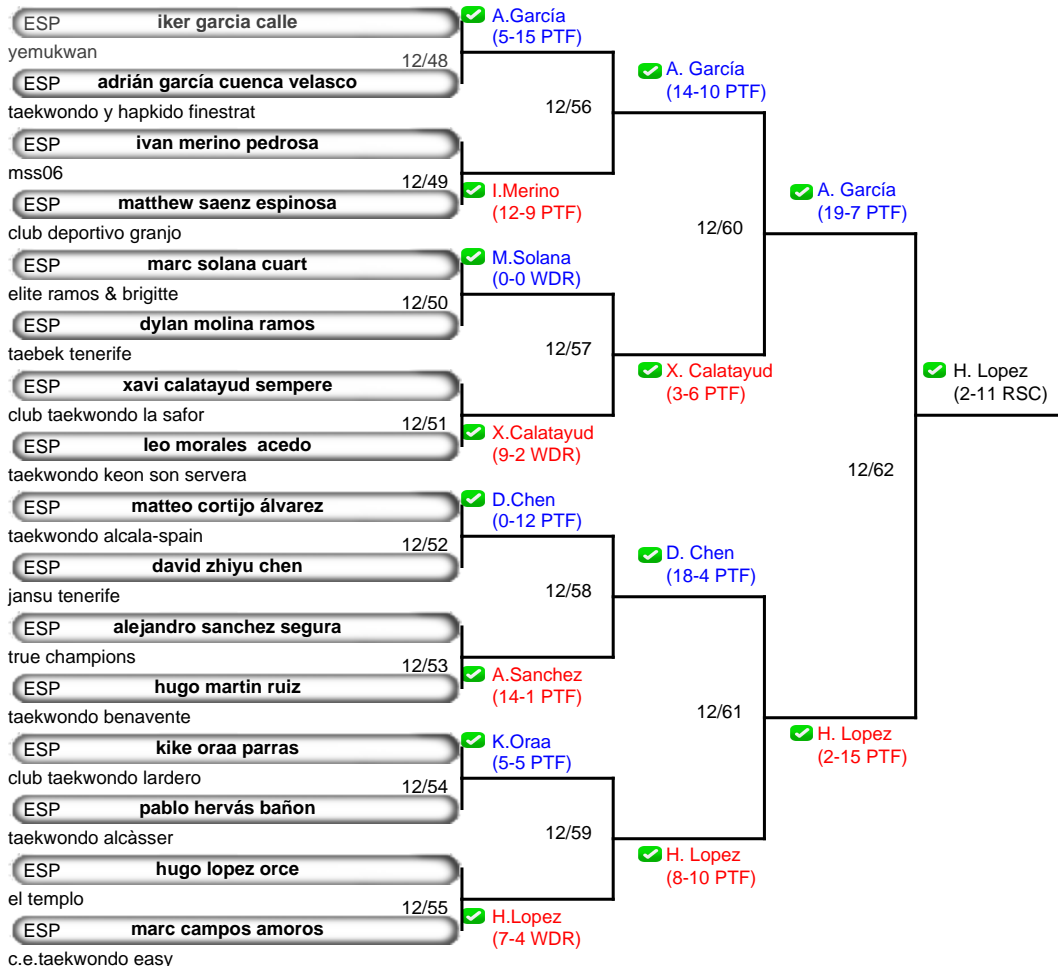 ESP iker garcia calle
yemukwan
12/48
ESP adrián garcía cuenca velasco
taekwondo y hapkido finestrat
ESP ivan merino pedrosa
mss06
12/49
ESP matthew saenz espinosa
club deportivo granjo
ESP marc solana cuart
elite ramos & brigitte
12/50
ESP dylan molina ramos
taebek tenerife
ESP xavi calatayud sempere
club taekwondo la safor
12/51
ESP leo morales acedo
taekwondo keon son servera
ESP matteo cortijo álvarez
taekwondo alcala-spain
12/52
ESP david zhiyu chen
jansu tenerife
ESP alejandro sanchez segura
true champions
12/53
ESP hugo martin ruiz
taekwondo benavente
ESP kike oraa parras
club taekwondo lardero
12/54
ESP pablo hervás bañon
taekwondo alcàsser
ESP hugo lopez orce
el templo
12/55
ESP marc campos amoros
c.e.taekwondo easy
A.García
(5-15 PTF)
12/56
I.Merino
(12-9 PTF)
M.Solana
(0-0 WDR)
12/57
X.Calatayud
(9-2 WDR)
D.Chen
(0-12 PTF)
12/58
A.Sanchez
(14-1 PTF)
K.Oraa
(5-5 PTF)
12/59
H.Lopez
(7-4 WDR)
A. García
(14-10 PTF)
12/60
X. Calatayud
(3-6 PTF)
D. Chen
(18-4 PTF)
12/61
H. Lopez
(8-10 PTF)
A. García
(19-7 PTF)
12/62
H. Lopez
(2-15 PTF)
H. Lopez
(2-11 RSC)